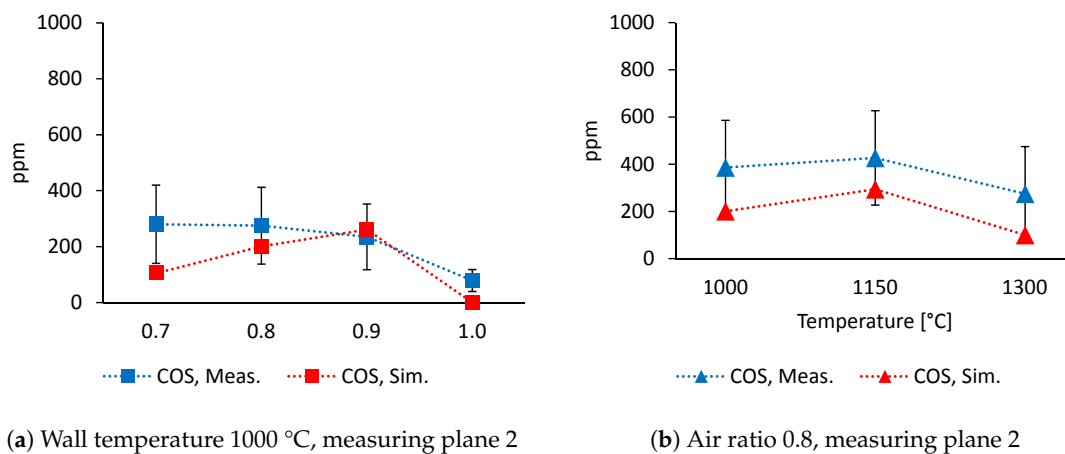 1000
800
600
400
200
0
ppm
0.7 0.8 0.9 1.0
COS, Meas. COS, Sim.
(a) Wall temperature 1000 °C, measuring plane 2
1000
800
600
400
200
0
ppm
1000 1150 1300
Temperature [°C]
COS, Meas. COS, Sim.
(b) Air ratio 0.8, measuring plane 2